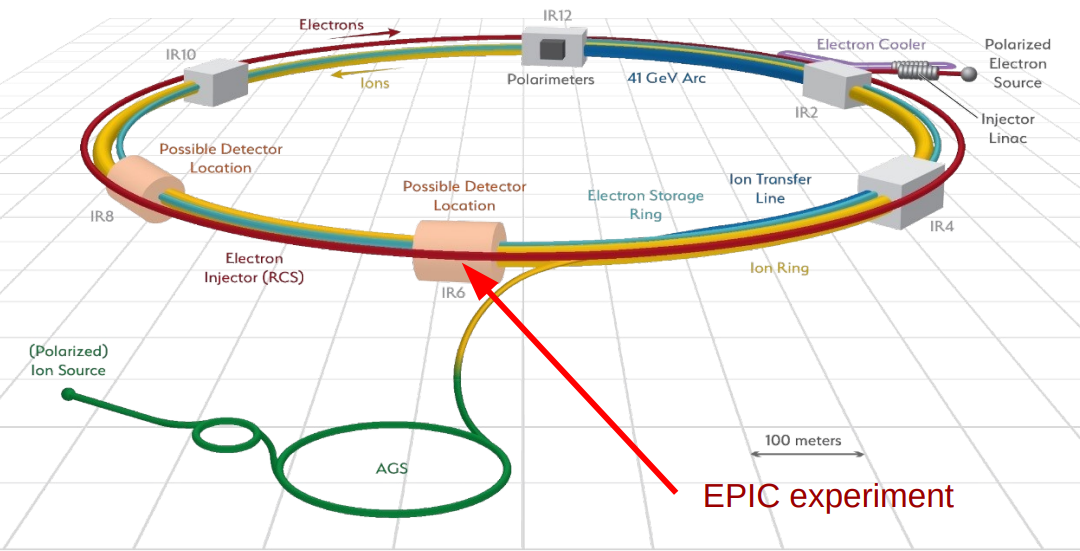 IR12
Electrons
IR10
Ions
Polarimeters
41 GeV Arc
Electron Cooler
Polarized
Electron
Source
IR2
Injector
Linac
Possible Detector
Location
IR8
Possible Detector
Location
Electron Storage
Ring
Ion Transfer
Line
IR4
Electron
Injector (RCS)
IR6
Ion Ring
(Polarized)
Ion Source
AGS
100 meters
EPIC experiment